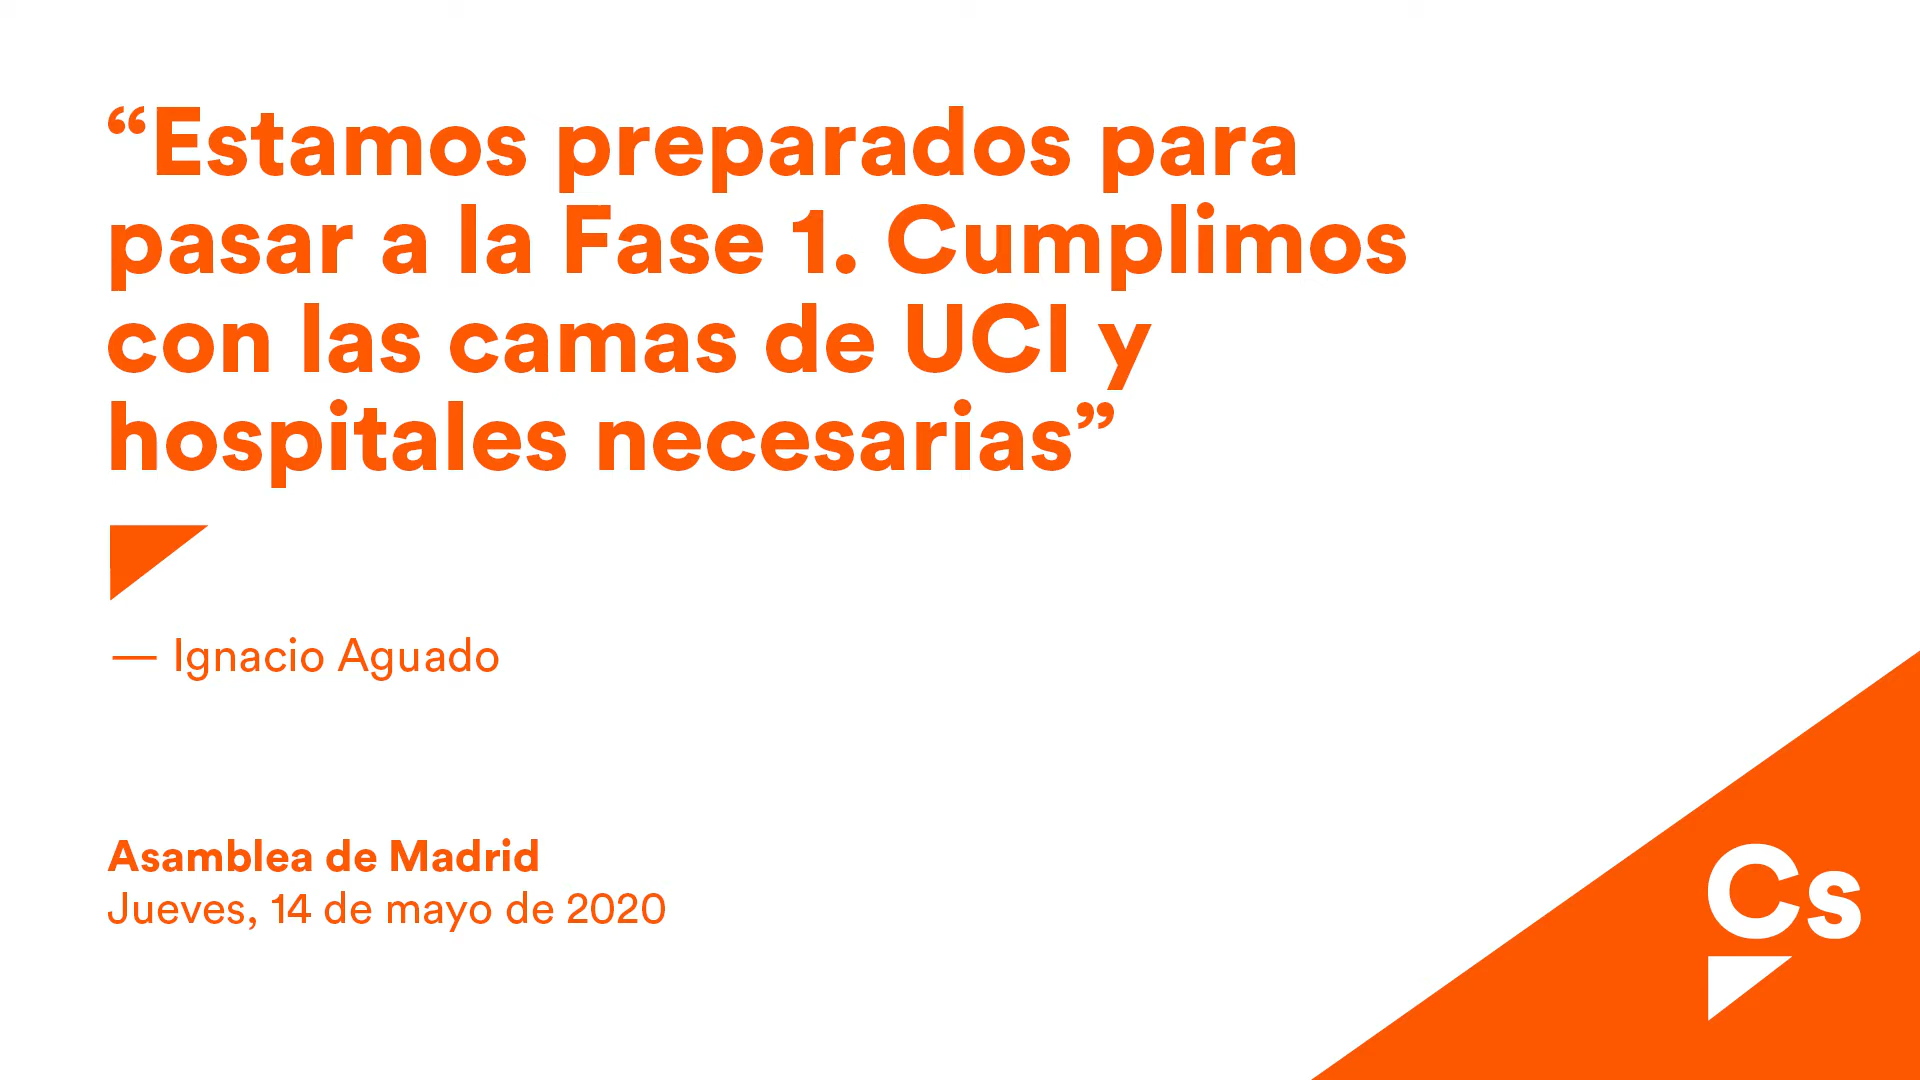 “Estamos preparados para
pasar a la Fase 1. Cumplimos
con las camas de UCI y
hospitales necesarias”
— Ignacio Aguado
Asamblea de Madrid
Jueves, 14 de mayo de 2020
Cs